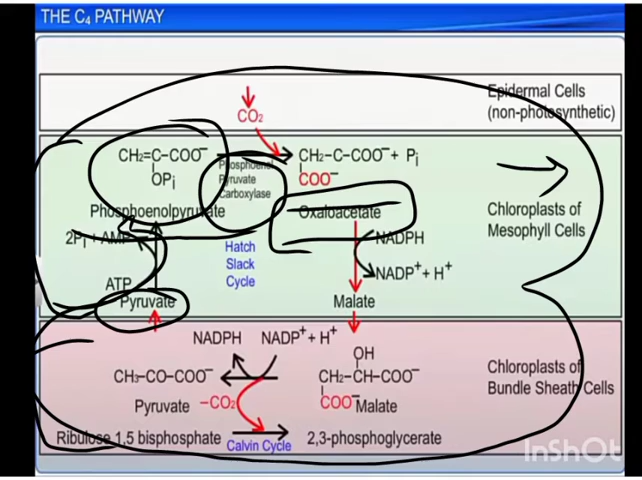 THE C4 PATHWAY
CO2
Epidermal Cells
(non-photosynthetic)
CH2=C–COO–
OPi
Phosphoenol
Pyruvate
Carboxylase
CH2–C–COO– + Pi
COO–
Phosphoenolpyruvate
Oxaloacetate
Chloroplasts of
Mesophyll Cells
2Pi + AMP
Hatch
Slack
Cycle
NADPH
NADP+ + H+
ATP
Pyruvate
Malate
NADPH
NADP+ + H+
OH
CH3–CO–COO–
CH2–CH–COO–
COO–
Malate
Chloroplasts of
Bundle Sheath Cells
Pyruvate
–CO2
Ribulose 1,5 bisphosphate
Calvin Cycle
2,3-phosphoglycerate
InShOt